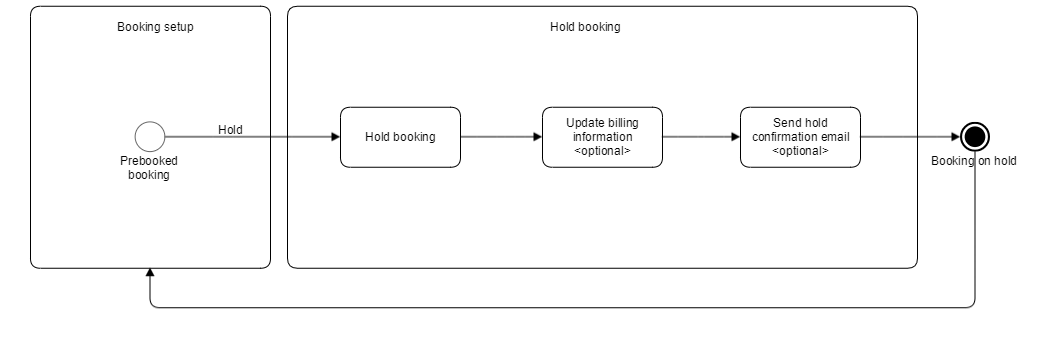 Booking setup
Hold booking
Hold
Prebooked
booking
Hold booking
Update billing
information
<optional>
Send hold
confirmation email
<optional>
Booking on hold